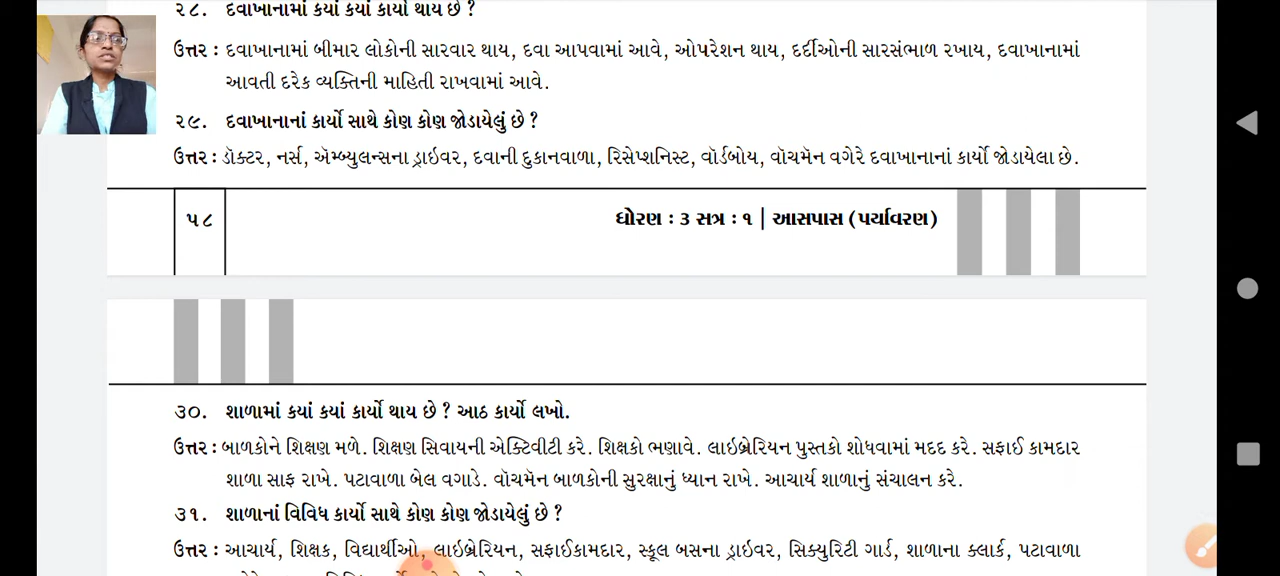 ૨૮. દવાખાનામાં કયાં કયાં કાર્યો થાય છે ?
ઉત્તર : દવાખાનામાં બીમાર લોકોની સારવાર થાય, દવા આપવામાં આવે, ઓપરેશન થાય, દર્દીઓની સારસંભાળ રખાય, દવાખાનામાં
આવતી દરેક વ્યક્તિની માહિતી રાખવામાં આવે.
૨૯. દવાખાનાનાં કાર્યો સાથે કોણ કોણ જોડાયેલું છે ?
ઉત્તર : ડૉક્ટર, નર્સ, ઍમ્બ્યુલન્સના ડ્રાઇવર, દવાની દુકાનવાળા, રિસેપ્શનિસ્ટ, વૉર્ડબોય, વૉચમૅન વગેરે દવાખાનાનાં કાર્યો જોડાયેલા છે.
૫૮
ધોરણ : 3 સત્ર : ૧ | આસપાસ (પર્યાવરણ)
૩૦. શાળામાં કયાં કયાં કાર્યો થાય છે ? આઠ કાર્યો લખો.
ઉત્તર : બાળકોને શિક્ષણ મળે. શિક્ષણ સિવાયની એક્ટિવીટી કરે. શિક્ષકો ભણાવે. લાઇબ્રેરિયન પુસ્તકો શોધવામાં મદદ કરે. સફાઈ કામદાર
શાળા સાફ રાખે. પટાવાળા બેલ વગાડે. વૉચમૅન બાળકોની સુરક્ષાનું ધ્યાન રાખે. આચાર્ય શાળાનું સંચાલન કરે.
૩૧. શાળાનાં વિવિધ કાર્યો સાથે કોણ કોણ જોડાયેલું છે ?
ઉત્તર : આચાર્ય, શિક્ષક, વિદ્યાર્થીઓ, લાઇબ્રેરિયન, સફાઈકામદાર, સ્કૂલ બસના ડ્રાઇવર, સિક્યુરિટી ગાર્ડ, શાળાના ક્લાર્ક, પટાવાળા